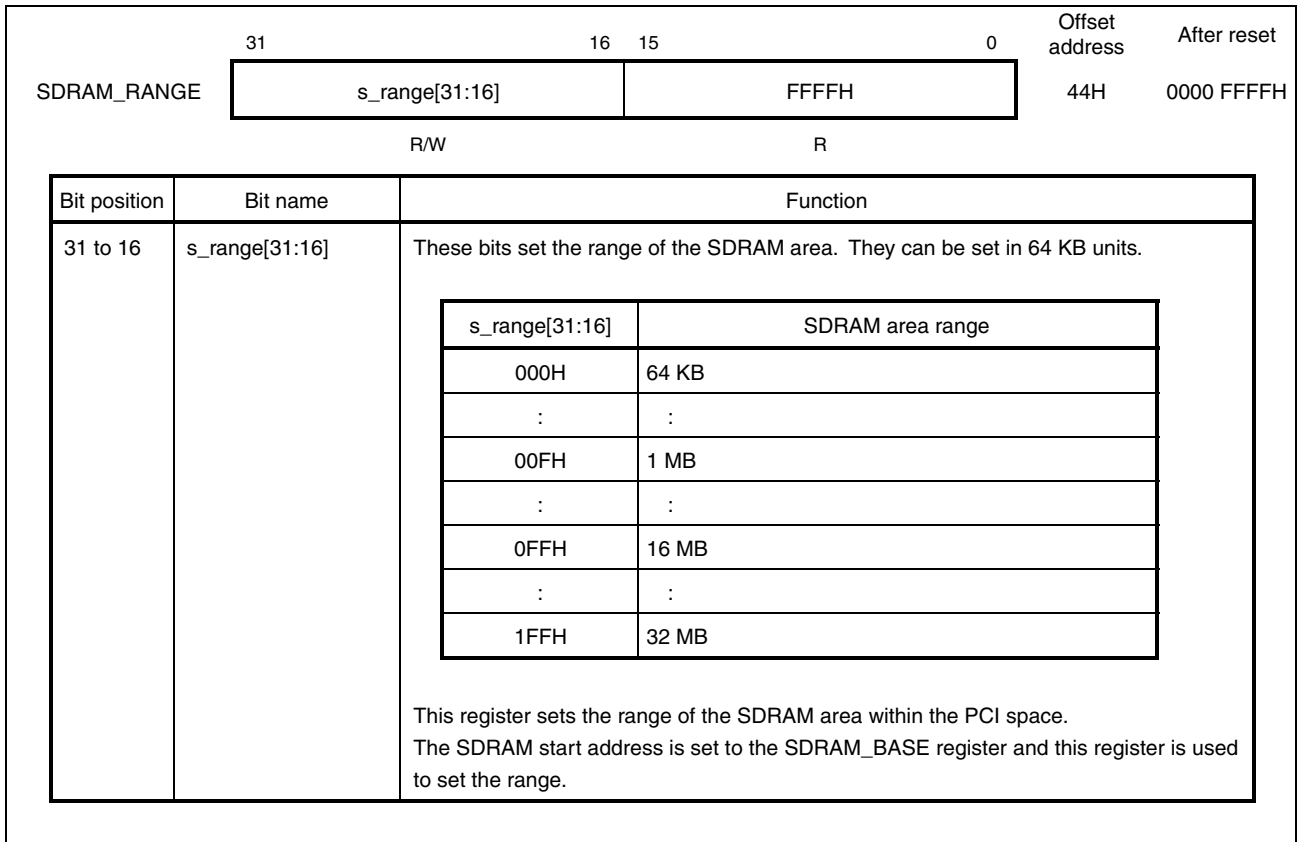 Offset address After reset
31 16 15 0
SDRAM_RANGE s_range[31:16] FFFFH 44H 0000 FFFFH
R/W R
Bit position Bit name Function
31 to 16 s_range[31:16] These bits set the range of the SDRAM area. They can be set in 64 KB units.
s_range[31:16] SDRAM area range
000H 64 KB
: :
00FH 1 MB
: :
0FFH 16 MB
: :
1FFH 32 MB
This register sets the range of the SDRAM area within the PCI space.
The SDRAM start address is set to the SDRAM_BASE register and this register is used
to set the range.